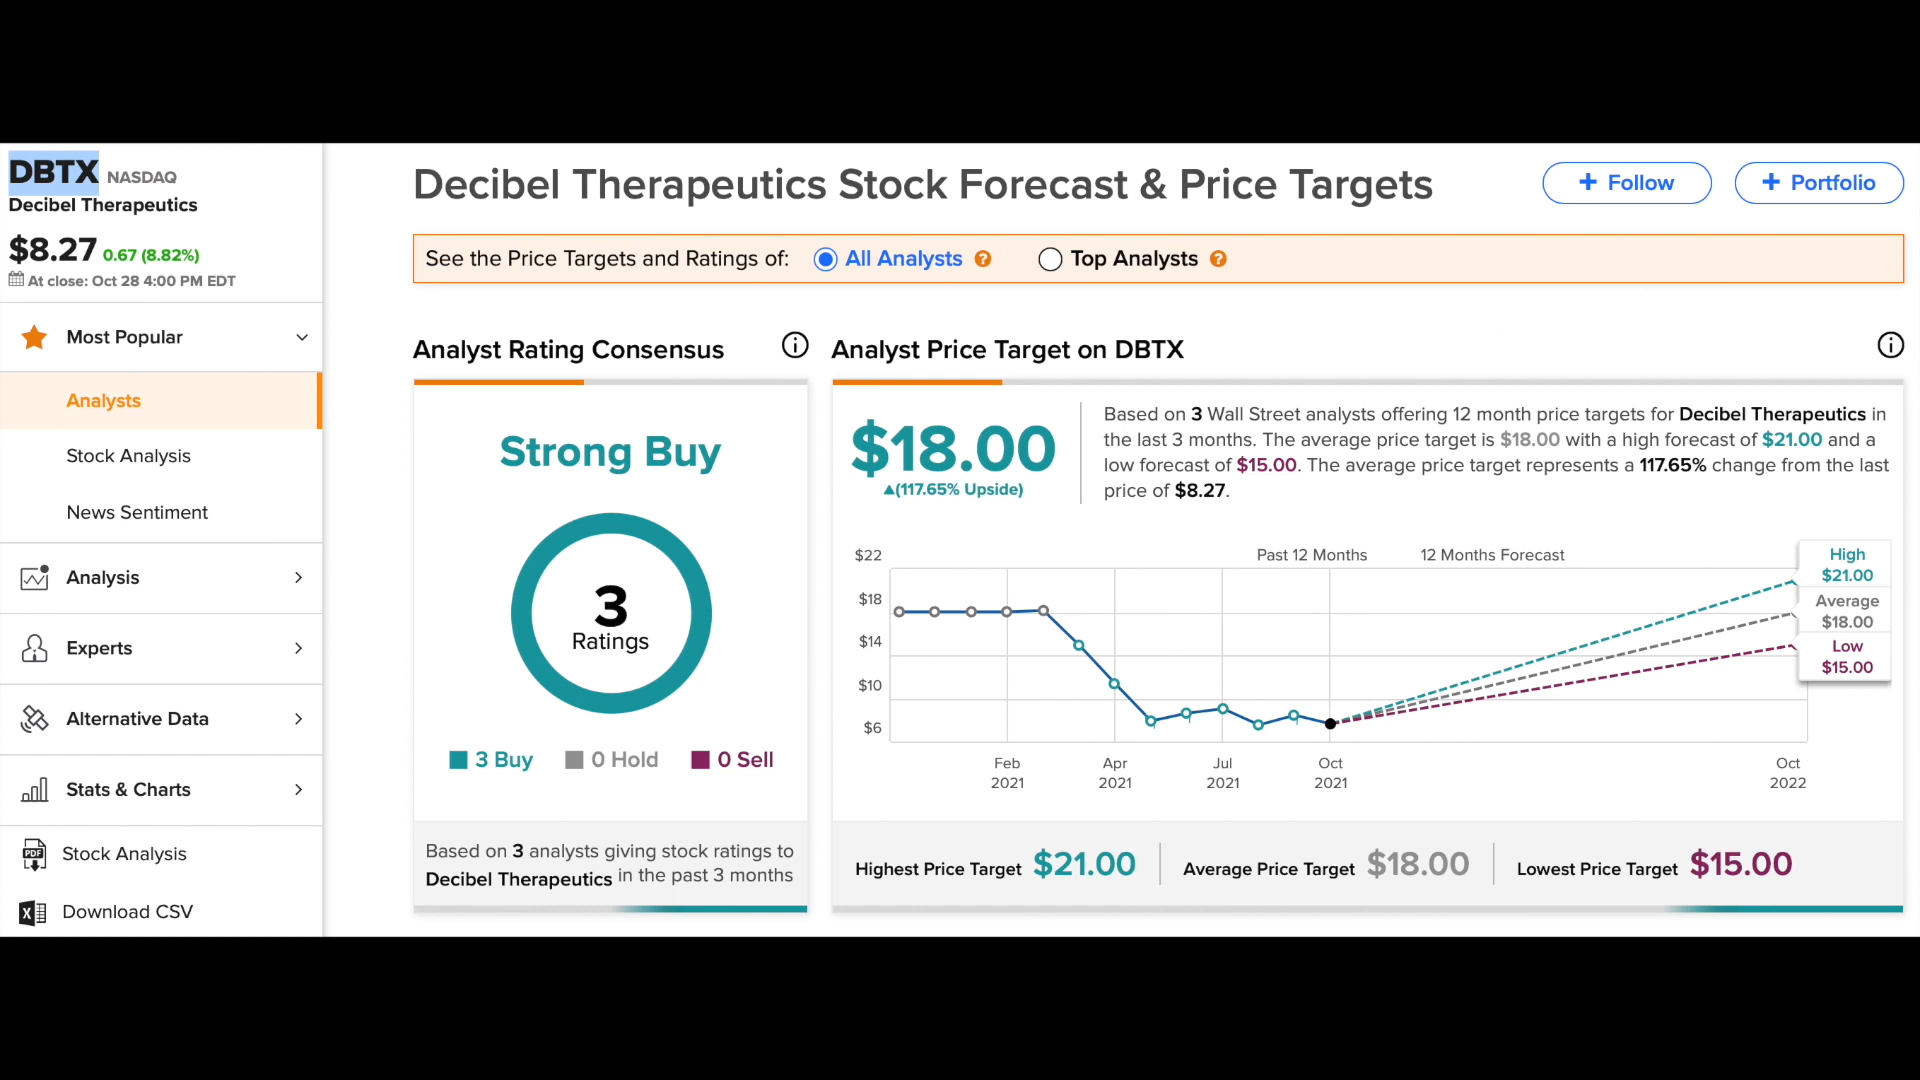 DBTX NASDAQ
Decibel Therapeutics
$8.27 0.67 (8.82%)
At close: Oct 28 4:00 PM EDT
Most Popular
Analysts
Stock Analysis
News Sentiment
Analysis
Experts
Alternative Data
Stats & Charts
PDF Stock Analysis
X Download CSV
Decibel Therapeutics Stock Forecast & Price Targets
+ Follow
+ Portfolio
See the Price Targets and Ratings of: All Analysts ? Top Analysts ?
Analyst Rating Consensus
Strong Buy
3
Ratings
3 Buy 0 Hold 0 Sell
Based on 3 analysts giving stock ratings to
Decibel Therapeutics in the past 3 months
Analyst Price Target on DBTX
$18.00
▲(117.65% Upside)
Based on 3 Wall Street analysts offering 12 month price targets for Decibel Therapeutics in
the last 3 months. The average price target is $18.00 with a high forecast of $21.00 and a
low forecast of $15.00. The average price target represents a 117.65% change from the last
price of $8.27.
Past 12 Months 12 Months Forecast
$22
$18
$14
$10
$6
High
$21.00
Average
$18.00
Low
$15.00
Feb Apr Jul Oct Oct
2021 2021 2021 2021 2022
Highest Price Target $21.00 Average Price Target $18.00 Lowest Price Target $15.00